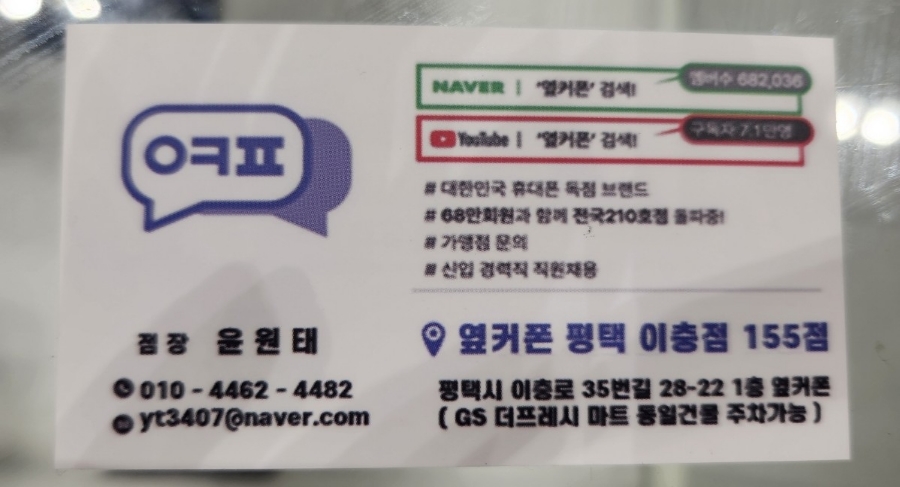 ㅇㅋㅍ
NAVER | '옆커폰' 검색! 멤버수 682,036
YouTube | '옆커폰' 검색! 구독자 7.1만명
# 대한민국 휴대폰 독점 브랜드
# 68만회원과 함께 전국210호점 돌파중!
# 가맹점 문의
# 신입 경력직 직원채용
점장 윤원태
010 - 4462 - 4482
yt3407@naver.com
옆커폰 평택 이충점 155점
평택시 이충로 35번길 28-22 1층 옆커폰
( GS 더프레시 마트 동일건물 주차가능 )